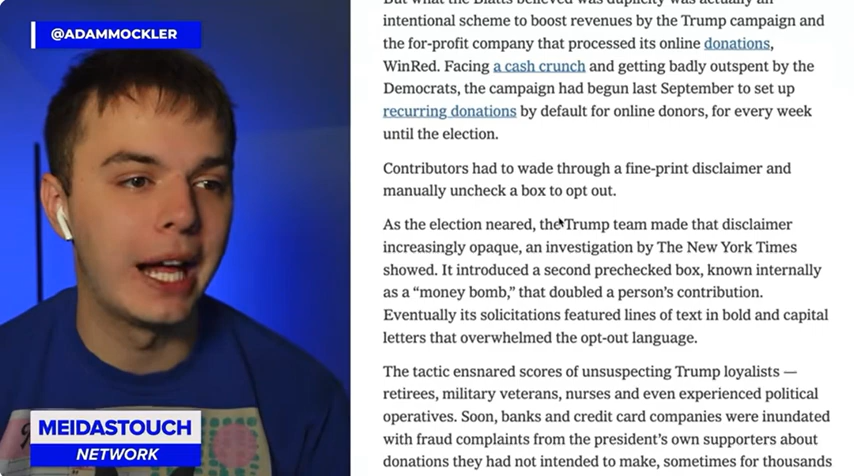 @ADAMMOCKLER
MEIDASTOUCH
NETWORK
But what the Blatts believed was duplicity was actually an
intentional scheme to boost revenues by the Trump campaign and
the for-profit company that processed its online donations,
WinRed. Facing a cash crunch and getting badly outspent by the
Democrats, the campaign had begun last September to set up
recurring donations by default for online donors, for every week
until the election.
Contributors had to wade through a fine-print disclaimer and
manually uncheck a box to opt out.
As the election neared, the Trump team made that disclaimer
increasingly opaque, an investigation by The New York Times
showed. It introduced a second prechecked box, known internally
as a “money bomb,” that doubled a person’s contribution.
Eventually its solicitations featured lines of text in bold and capital
letters that overwhelmed the opt-out language.
The tactic ensnared scores of unsuspecting Trump loyalists —
retirees, military veterans, nurses and even experienced political
operatives. Soon, banks and credit card companies were inundated
with fraud complaints from the president’s own supporters about
donations they had not intended to make, sometimes for thousands